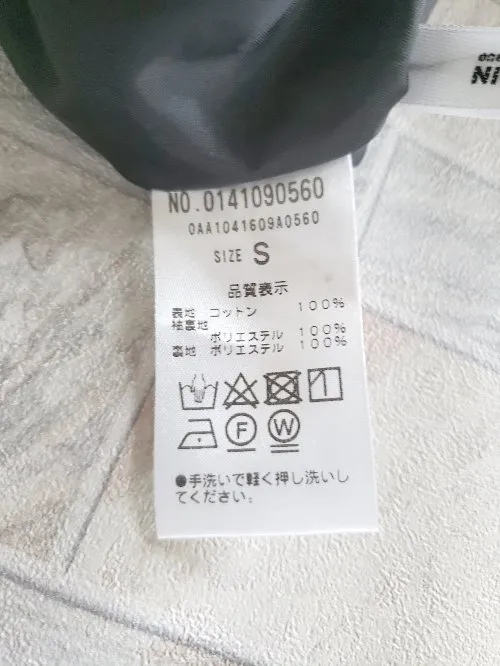 NO.0141090560
0AA1041609A0560
SIZE S
品質表示
表地 コットン 100%
袖裏地
ポリエステル 100%
裏地 ポリエステル 100%
F W
●手洗いで軽く押し洗いし
てください。